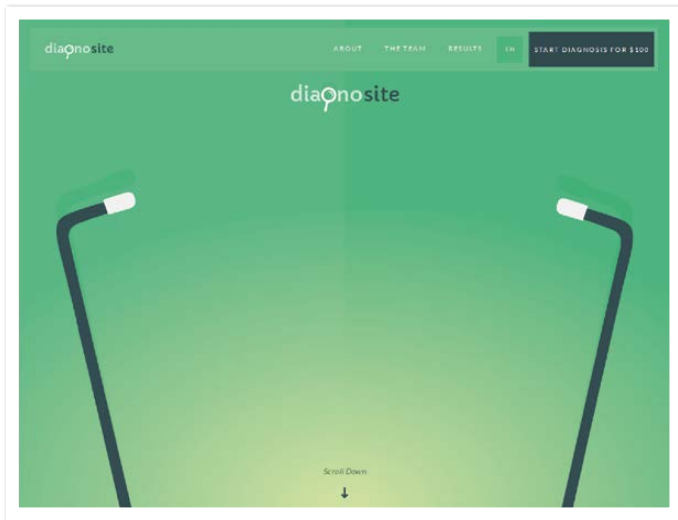 diagnosite
ABOUT THE TEAM RESULTS EN START DIAGNOSIS FOR $100
diagnosite
Scroll Down